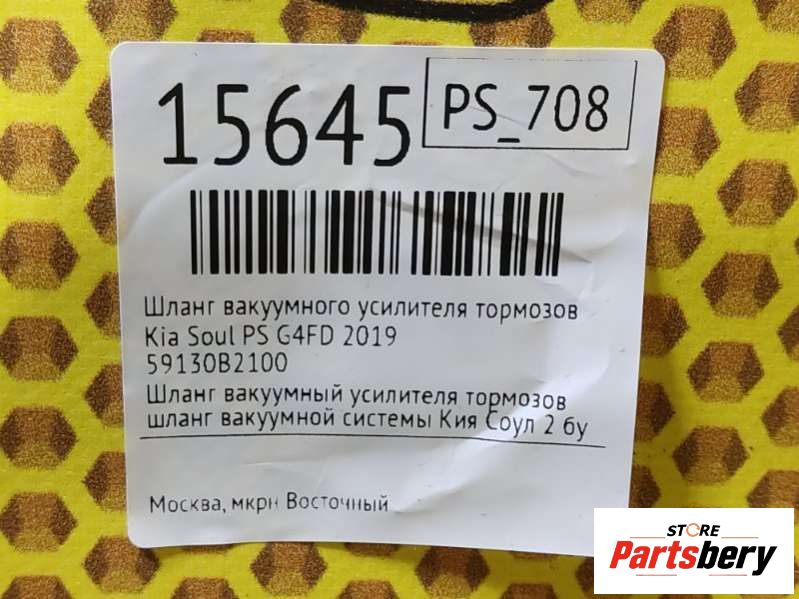 15645
PS_708
Шланг вакуумного усилителя тормозов
Kia Soul PS G4FD 2019
59130B2100
Шланг вакуумный усилителя тормозов
шланг вакуумной системы Кия Соул 2 бу
Москва, мкрн Восточный
STORE
Partsbery